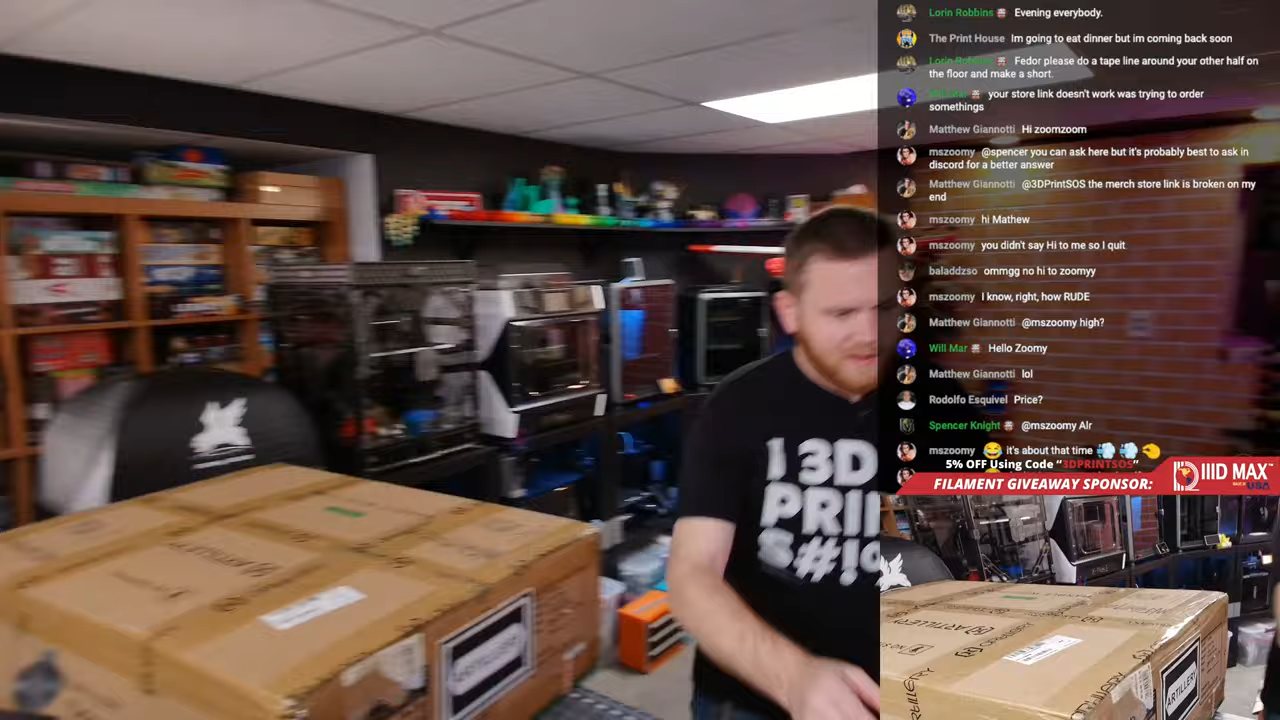 Lorin Robbins Evening everybody.
The Print House Im going to eat dinner but im coming back soon
Lorin Robbins Fedor please do a tape line around your other half on
the floor and make a short.
your store link doesn't work was trying to order
somethings
Matthew Giannotti Hi zoomzoom
mszoomy @spencer you can ask here but it's probably best to ask in
discord for a better answer
Matthew Giannotti @3DPrintSOS the merch store link is broken on my
end
mszoomy hi Mathew
mszoomy you didn't say Hi to me so I quit
baladdzso ommgg no hi to zoomyy
mszoomy I know, right, how RUDE
Matthew Giannotti @mszoomy high?
Will Mar Hello Zoomy
Matthew Giannotti lol
Rodolfo Esquivel Price?
Spencer Knight @mszoomy Alr
mszoomy 😂 it's about that time 💨 💨 🤏
5% OFF Using Code "3DPRINTSOS"
FILAMENT GIVEAWAY SPONSOR:
IIID MAX
USA
I 3D
PRI
S#!
ARTILLERY
ARTILLERY
ARTILLERY
ARTILLERY
ARTILLERY